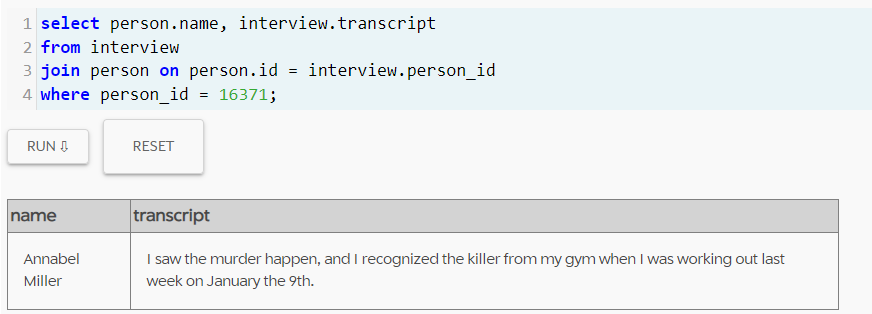 1 select person.name, interview.transcript
2 from interview
3 join person on person.id = interview.person_id
4 where person_id = 16371;
RUN ⇩ RESET
name transcript
Annabel I saw the murder happen, and I recognized the killer from my gym when I was working out last
Miller week on January the 9th.